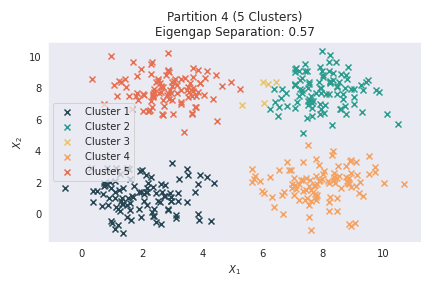 Partition 4 (5 Clusters)
Eigengap Separation: 0.57
10
8
6
4
2
0
X2
Cluster 1
Cluster 2
Cluster 3
Cluster 4
Cluster 5
0 2 4 6 8 10
X1